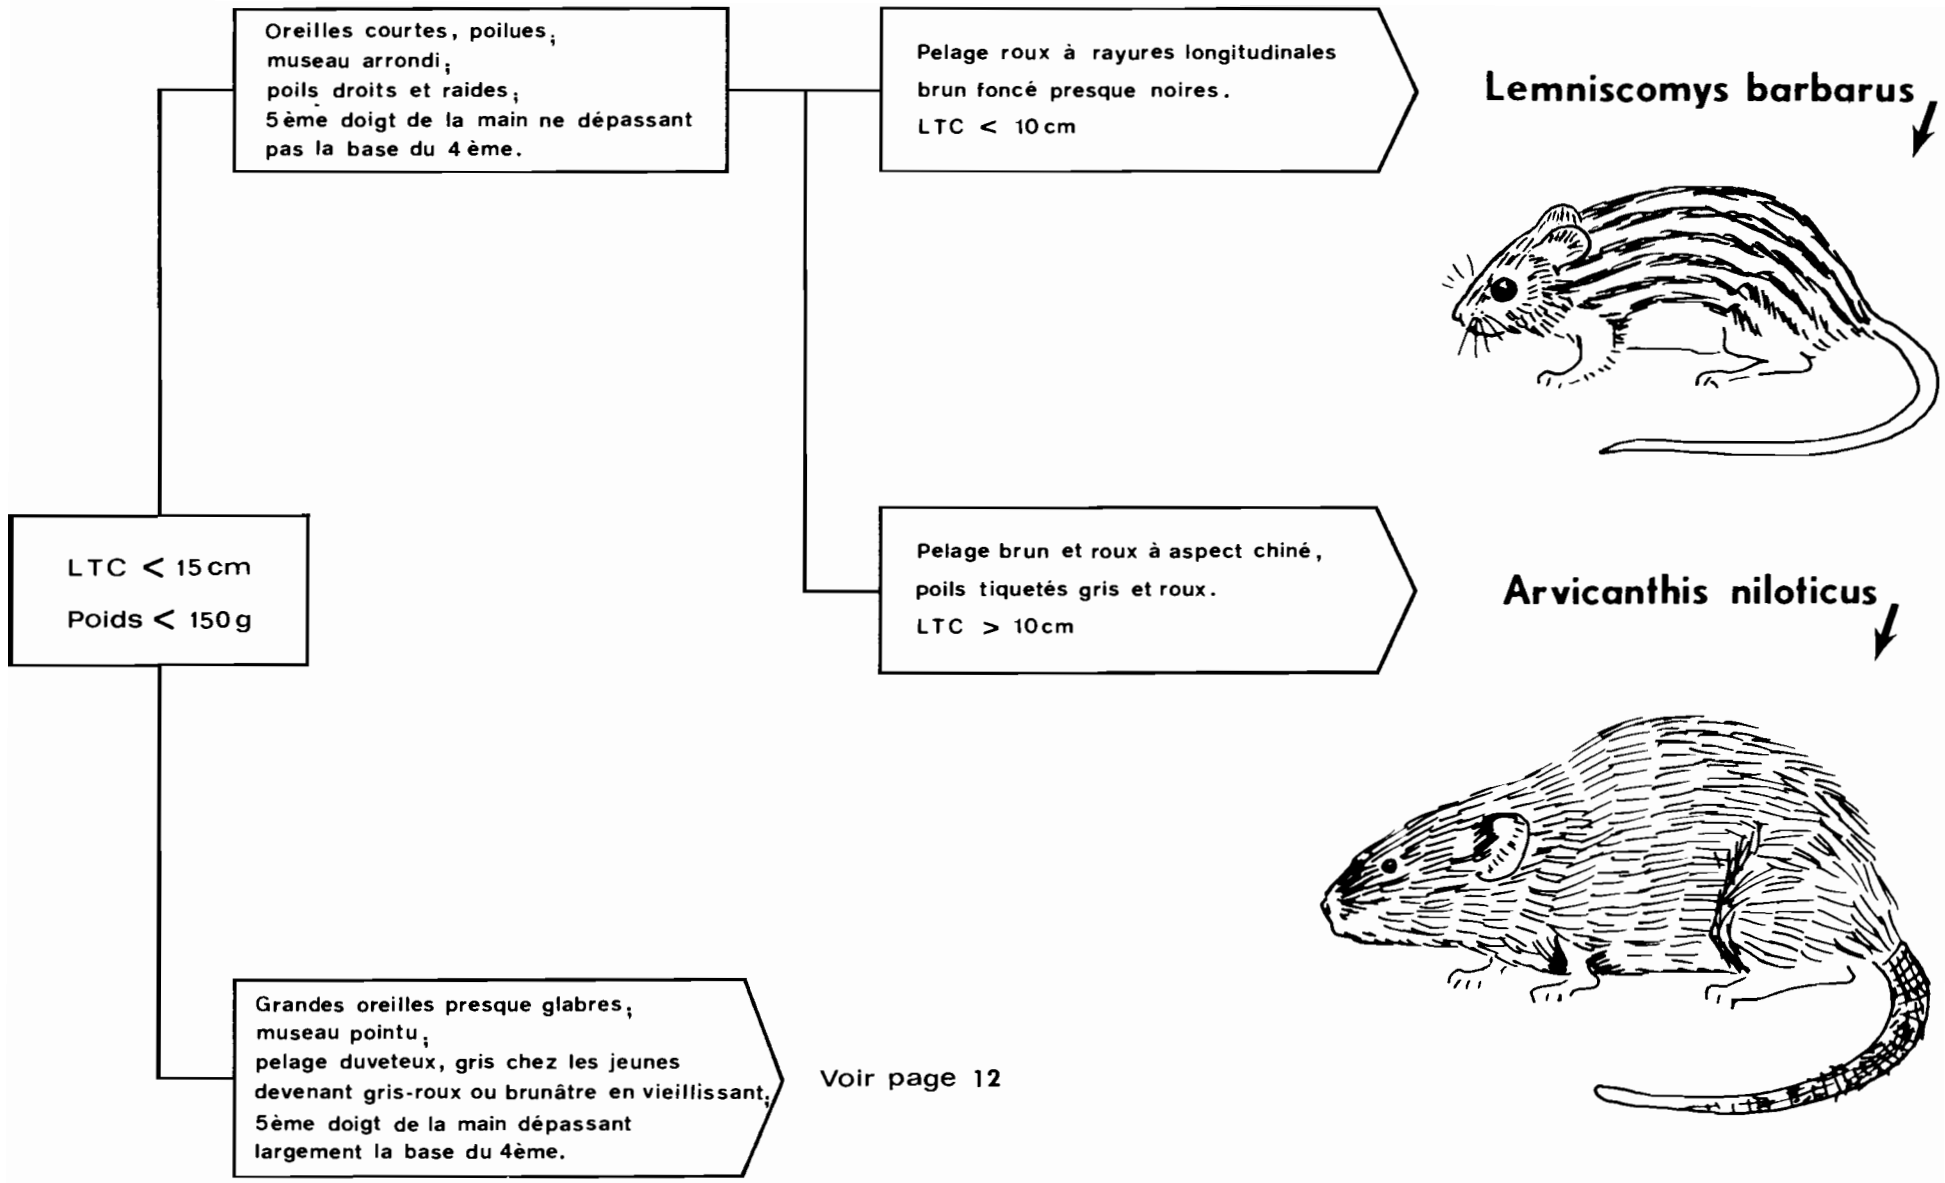 Oreilles courtes, poilues;
museau arrondi;
poils droits et raides;
5ème doigt de la main ne dépassant
pas la base du 4ème.
Pelage roux à rayures longitudinales
brun foncé presque noires.
LTC < 10cm
Lemniscomys barbarus
LTC < 15cm
Poids < 150g
Pelage brun et roux à aspect chiné,
poils tiquetés gris et roux.
LTC > 10cm
Arvicanthis niloticus
Grandes oreilles presque glabres;
museau pointu;
pelage duveteux, gris chez les jeunes
devenant gris-roux ou brunâtre en vieillissant;
5ème doigt de la main dépassant
largement la base du 4ème.
Voir page 12